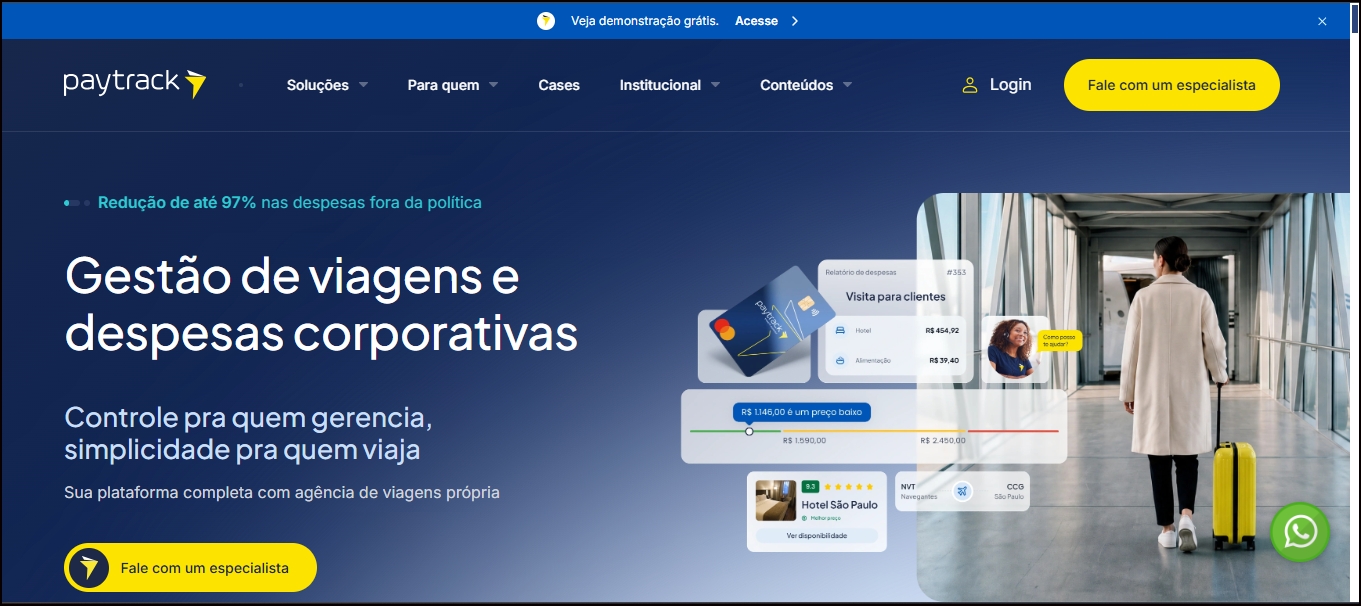 Veja demonstração grátis. Acesse
paytrack
Soluções
Para quem
Cases
Institucional
Conteúdos
Login
Fale com um especialista
Redução de até 97% nas despesas fora da política
Gestão de viagens e
despesas corporativas
Controle pra quem gerencia,
simplicidade pra quem viaja
Sua plataforma completa com agência de viagens própria
Fale com um especialista
paytrack
Relatório de despesas #353
Visita para clientes
Hotel R$ 454,92
Alimentação R$ 39,40
Como posso
te ajudar?
R$ 1.146,00 é um preço baixo
R$ 1.590,00
R$ 2.450,00
9.3
Hotel São Paulo
Melhor preço
Ver disponibilidade
NVT CCG
Navegantes São Paulo